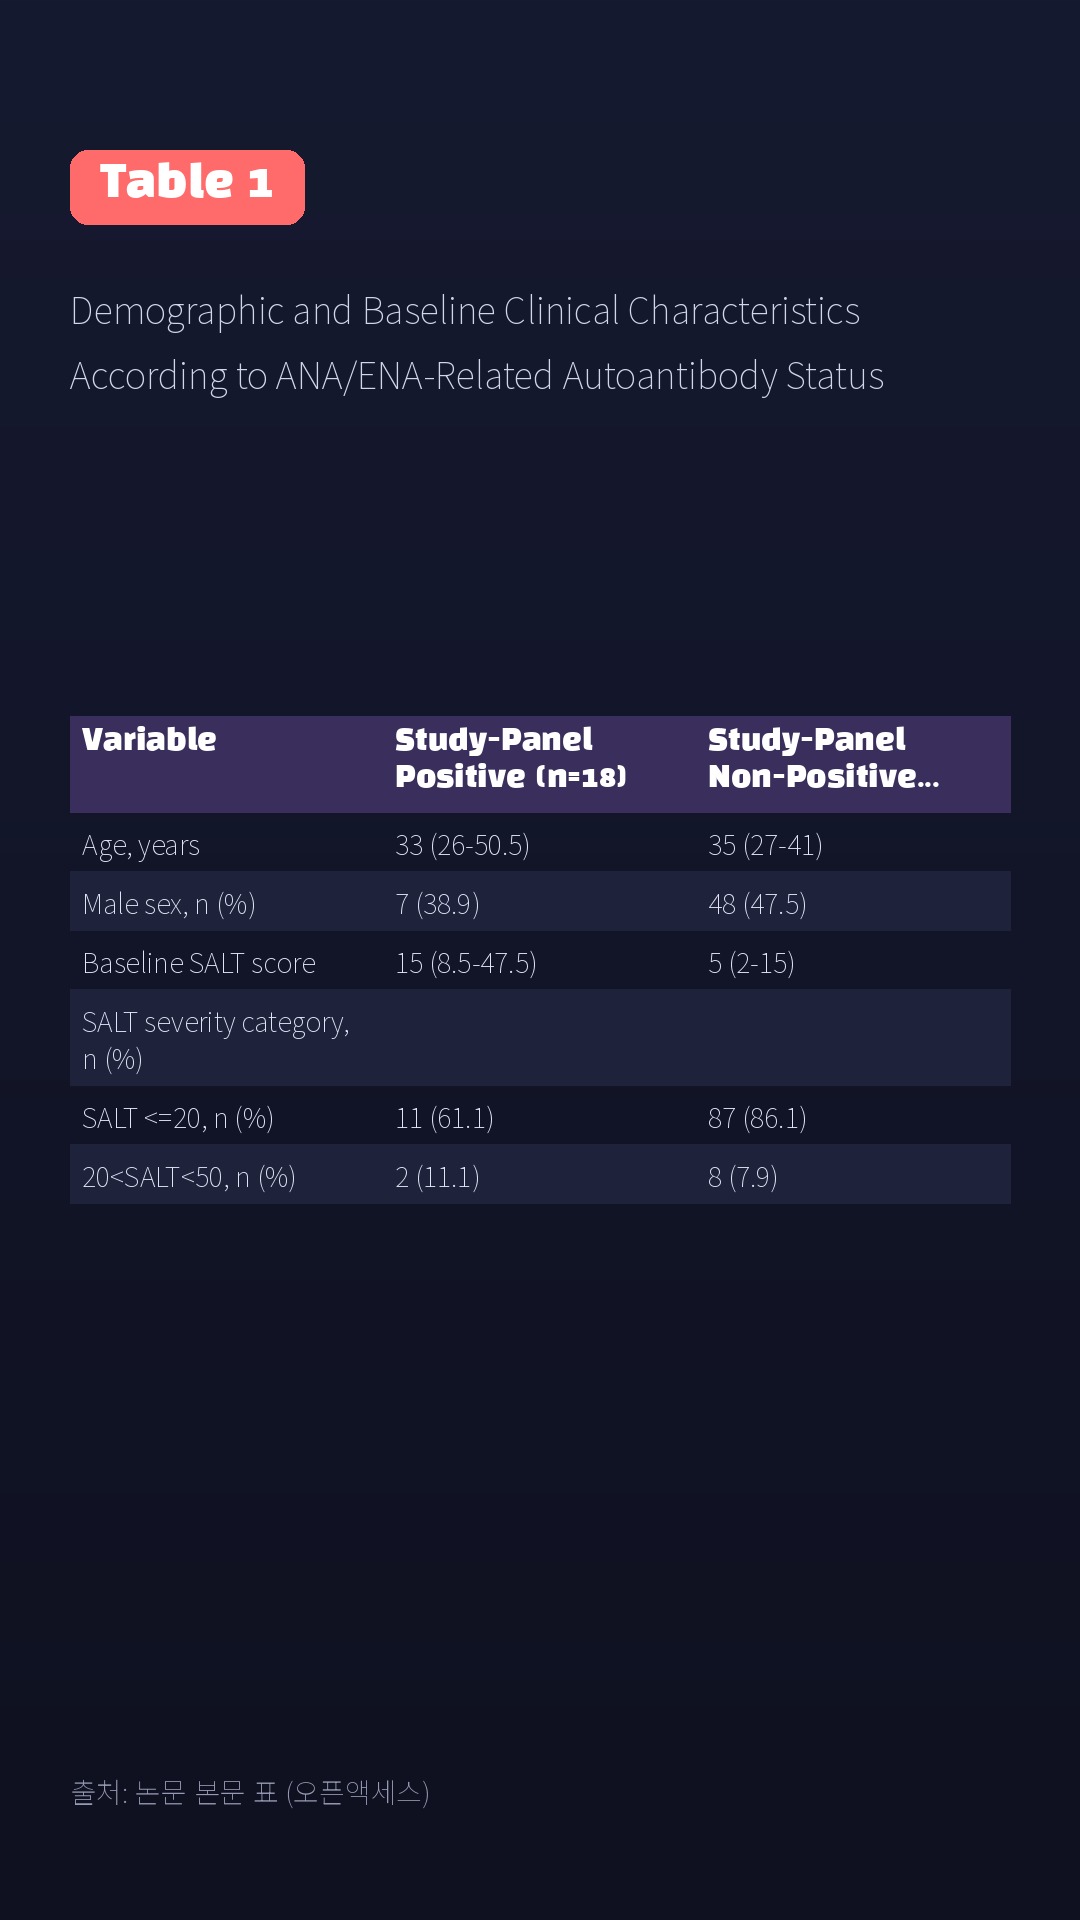 Table 1
Demographic and Baseline Clinical Characteristics
According to ANA/ENA-Related Autoantibody Status
Variable Study-Panel Positive (n=18) Study-Panel Non-Positive...
Age, years 33 (26-50.5) 35 (27-41)
Male sex, n (%) 7 (38.9) 48 (47.5)
Baseline SALT score 15 (8.5-47.5) 5 (2-15)
SALT severity category, n (%)
SALT <=20, n (%) 11 (61.1) 87 (86.1)
20<SALT<50, n (%) 2 (11.1) 8 (7.9)
출처: 논문 본문 표 (오픈액세스)